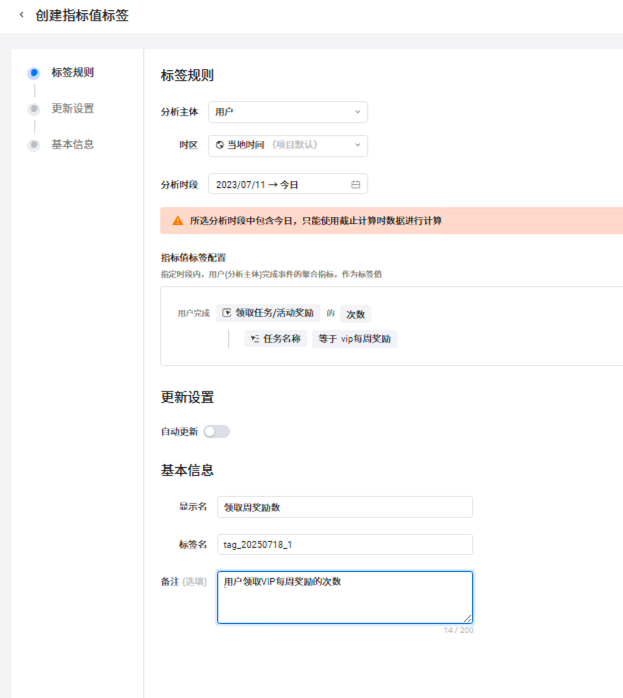 创建指标值标签
标签规则
更新设置
基本信息
标签规则
分析主体 用户
时区 当地时间 (项目默认)
分析时段 2023/07/11 → 今日
所选分析时段中包含今日，只能使用截止计算时数据进行计算
指标值标签配置
指定时段内，用户(分析主体)完成事件的聚合指标，作为标签值
用户完成 领取任务/活动奖励 的 次数
任务名称 等于 vip每周奖励
更新设置
自动更新
基本信息
显示名 领取周奖励数
标签名 tag_20250718_1
备注 (选填) 用户领取VIP每周奖励的次数
14 / 200